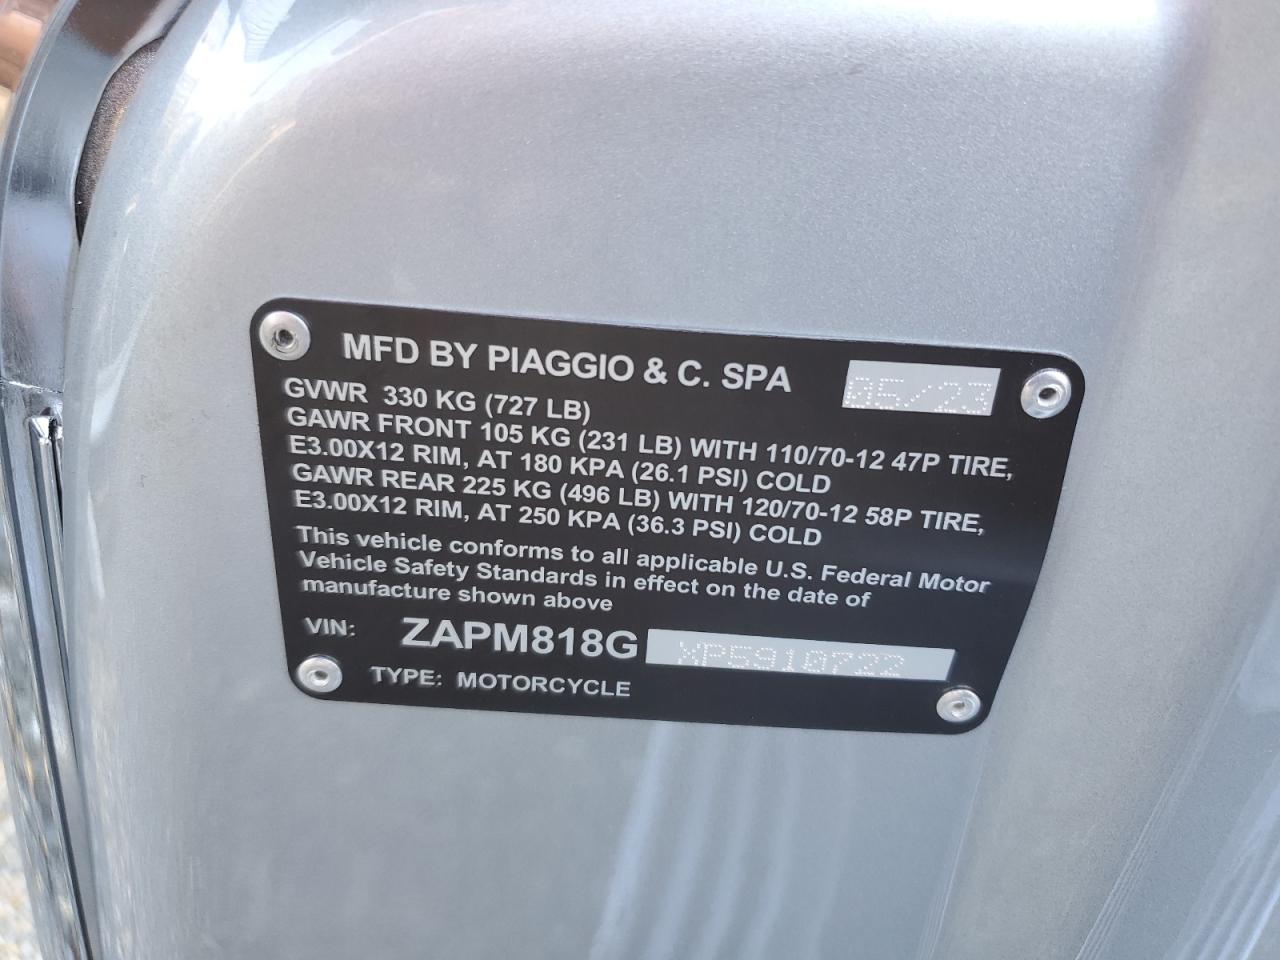 MFD BY PIAGGIO & C. SPA 05/23
GVWR 330 KG (727 LB)
GAWR FRONT 105 KG (231 LB) WITH 110/70-12 47P TIRE,
E3.00X12 RIM, AT 180 KPA (26.1 PSI) COLD
GAWR REAR 225 KG (496 LB) WITH 120/70-12 58P TIRE,
E3.00X12 RIM, AT 250 KPA (36.3 PSI) COLD
This vehicle conforms to all applicable U.S. Federal Motor
Vehicle Safety Standards in effect on the date of
manufacture shown above
VIN: ZAPM818G XP5910722
TYPE: MOTORCYCLE